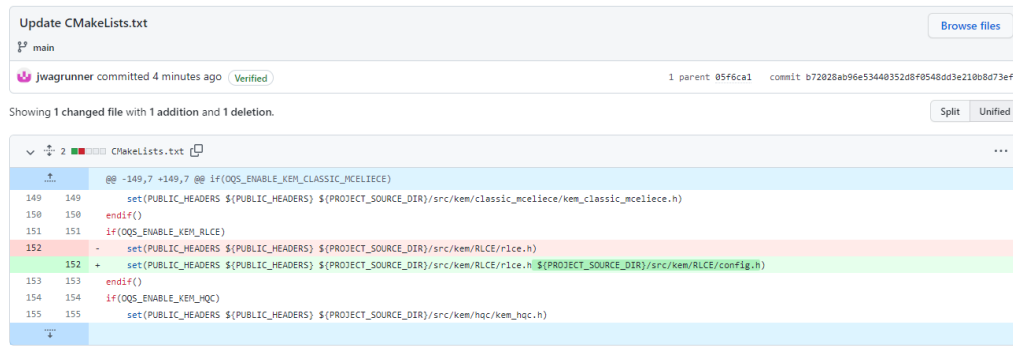 Update CMakeLists.txt
Browse files
main
jwagrunner committed 4 minutes ago Verified
1 parent 05f6ca1 commit b72028ab96e53440352d8f0548dd3e210b8d73ef
Showing 1 changed file with 1 addition and 1 deletion.
Split Unified
2 CMakeLists.txt
@@ -149,7 +149,7 @@ if(OQS_ENABLE_KEM_CLASSIC_MCELIECE)
149 149 set(PUBLIC_HEADERS ${PUBLIC_HEADERS} ${PROJECT_SOURCE_DIR}/src/kem/classic_mceliece/kem_classic_mceliece.h)
150 150 endif()
151 151 if(OQS_ENABLE_KEM_RLCE)
152 - set(PUBLIC_HEADERS ${PUBLIC_HEADERS} ${PROJECT_SOURCE_DIR}/src/kem/RLCE/rlce.h)
152 + set(PUBLIC_HEADERS ${PUBLIC_HEADERS} ${PROJECT_SOURCE_DIR}/src/kem/RLCE/rlce.h ${PROJECT_SOURCE_DIR}/src/kem/RLCE/config.h)
153 153 endif()
154 154 if(OQS_ENABLE_KEM_HQC)
155 155 set(PUBLIC_HEADERS ${PUBLIC_HEADERS} ${PROJECT_SOURCE_DIR}/src/kem/hqc/kem_hqc.h)